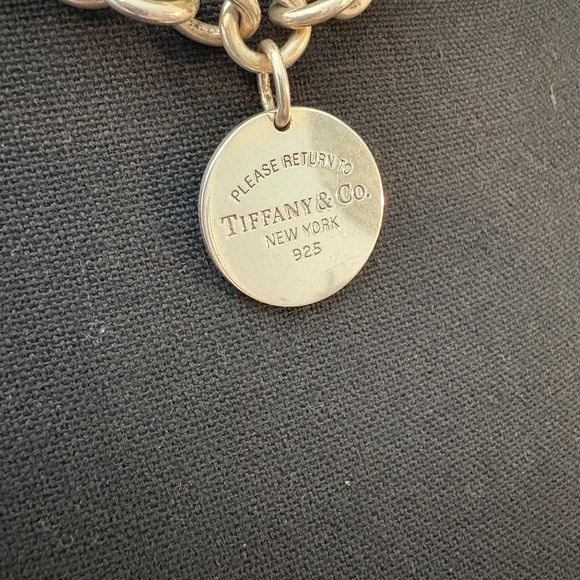 PLEASE RETURN TO
TIFFANY & CO.
NEW YORK
925